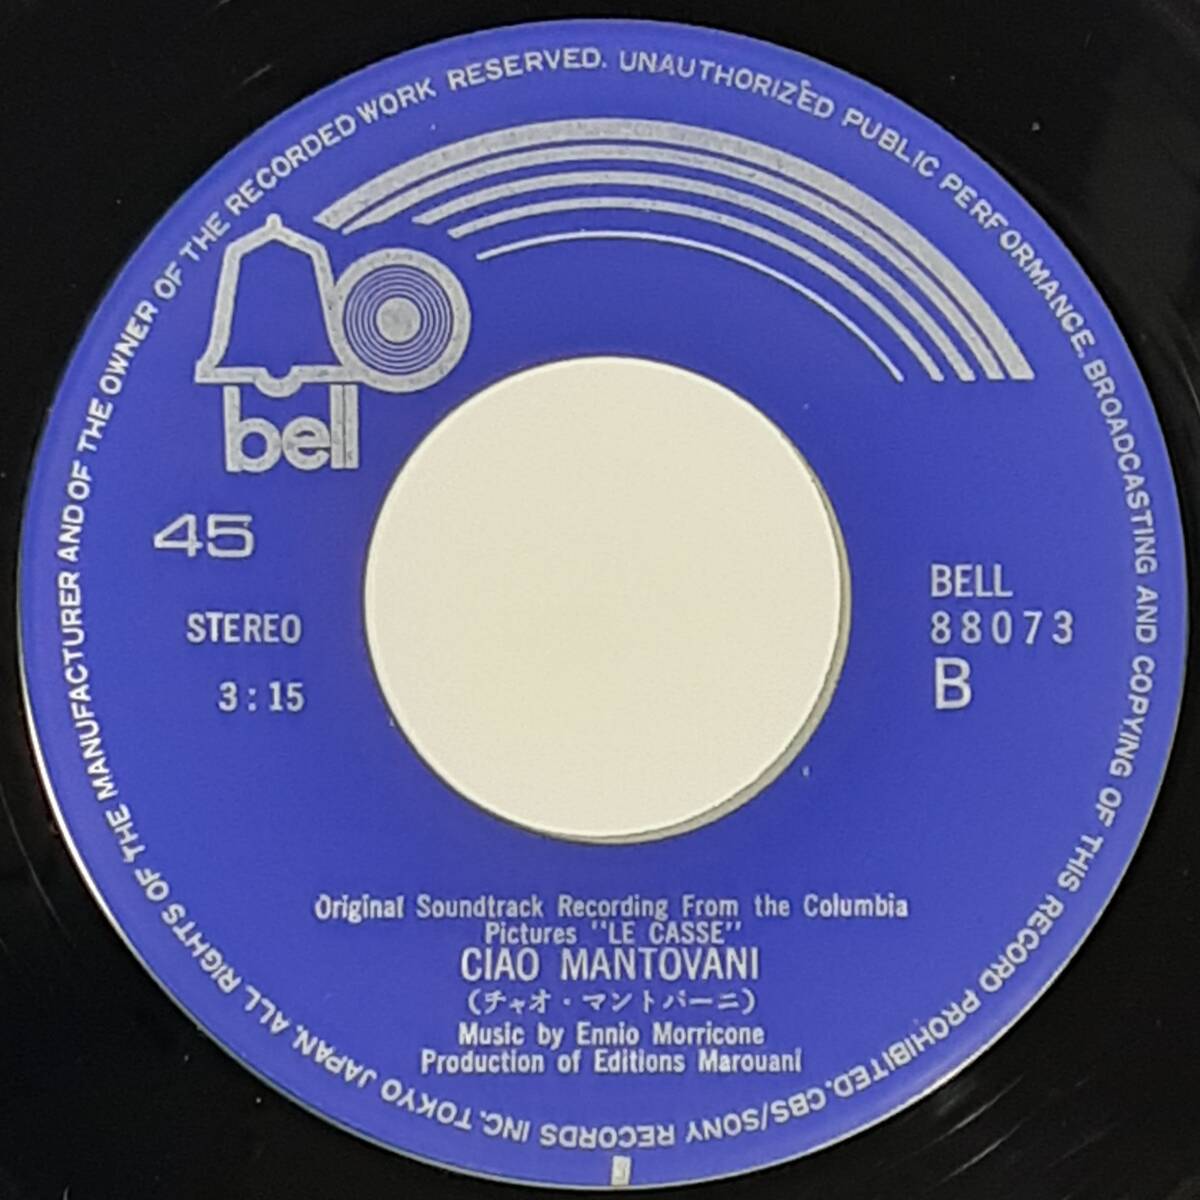 bell
45
STEREO
3:15
BELL
88073
B
Original Soundtrack Recording From the Columbia
Pictures "LE CASSE"
CIAO MANTOVANI
(チャオ・マントバーニ)
Music by Ennio Morricone
Production of Editions Marouani
ALL RIGHTS OF THE MANUFACTURER AND OF THE OWNER OF THE RECORDED WORK RESERVED. UNAUTHORIZED PUBLIC PERFORMANCE, BROADCASTING AND COPYING OF THIS RECORD PROHIBITED. CBS/SONY RECORDS INC. TOKYO JAPAN.